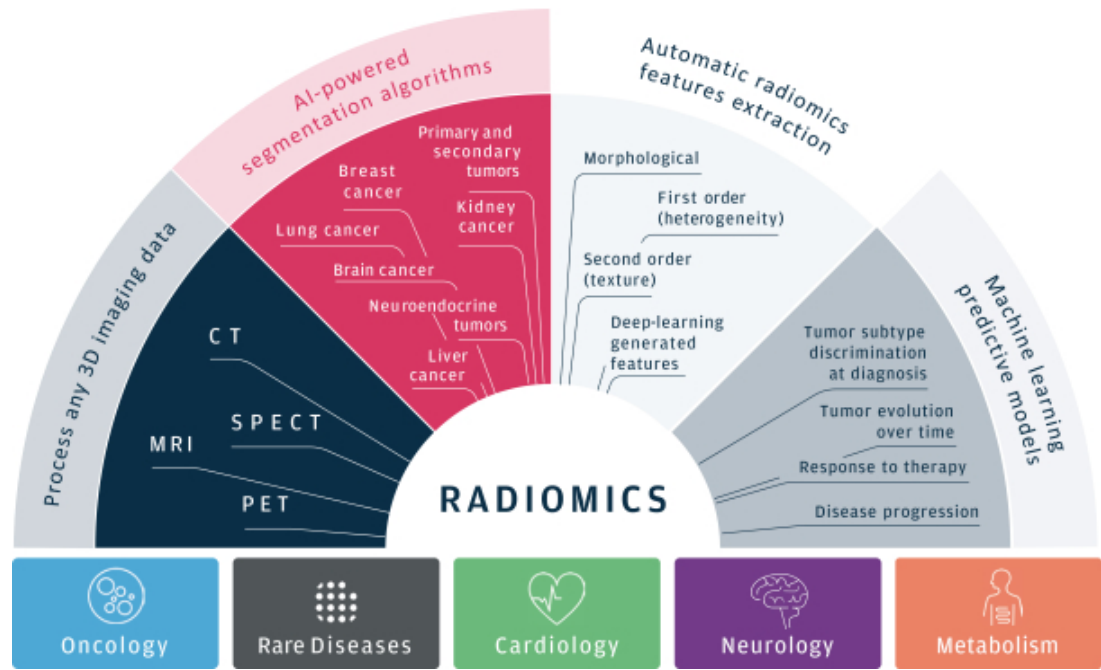 Process any 3D imaging data
CT
SPECT
MRI
PET
AI-powered
segmentation algorithms
Primary and
secondary
tumors
Breast
cancer
Kidney
cancer
Lung cancer
Brain cancer
Neuroendocrine
tumors
Liver
cancer
Automatic radiomics
features extraction
Morphological
First order
(heterogeneity)
Second order
(texture)
Deep-learning
generated
features
Machine learning
predictive models
Tumor subtype
discrimination
at diagnosis
Tumor evolution
over time
Response to therapy
Disease progression
RADIOMICS
Oncology
Rare Diseases
Cardiology
Neurology
Metabolism